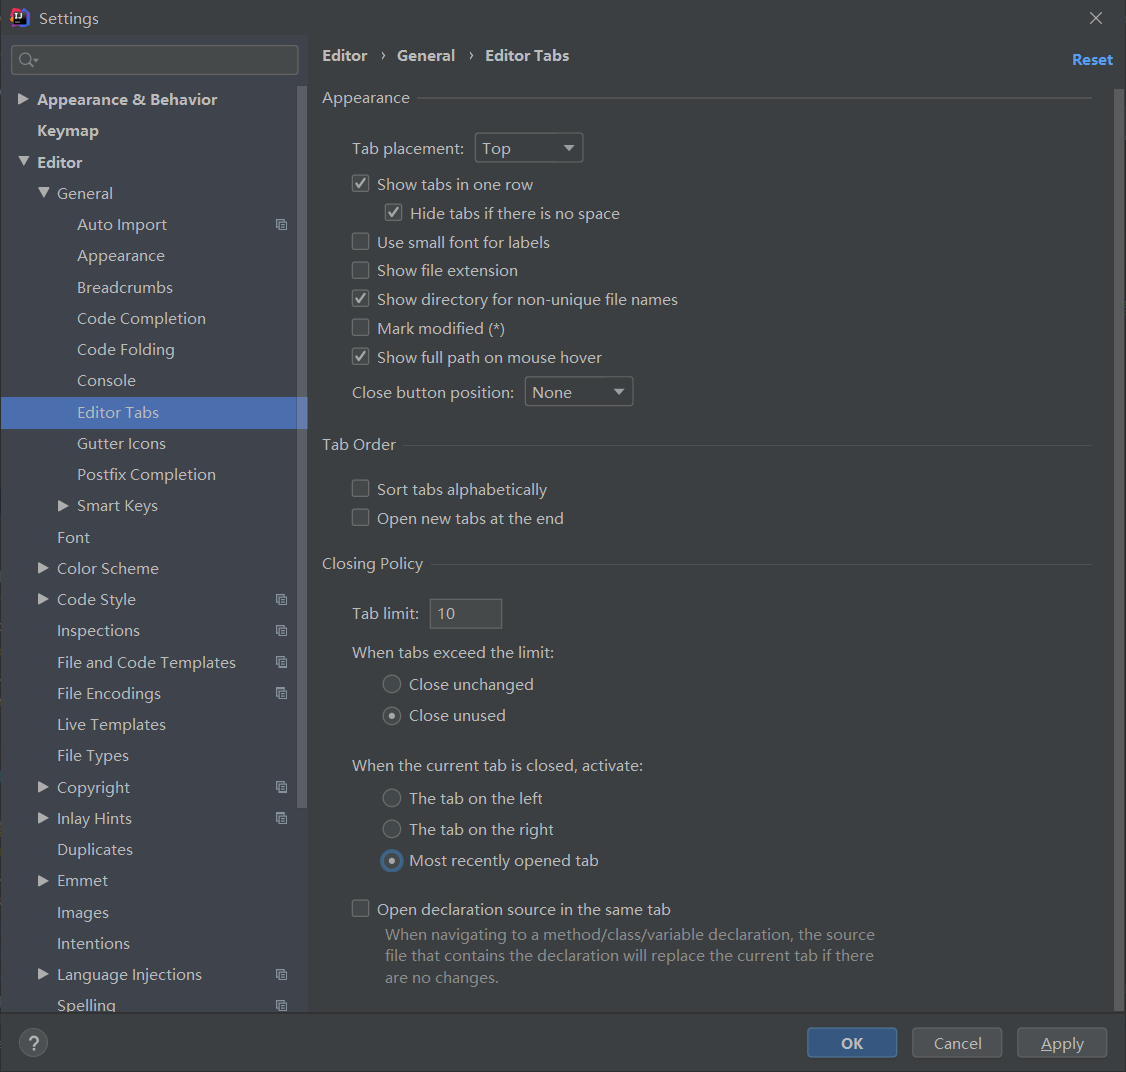 Settings
Appearance & Behavior
Keymap
Editor
General
Auto Import
Appearance
Breadcrumbs
Code Completion
Code Folding
Console
Editor Tabs
Gutter Icons
Postfix Completion
Smart Keys
Font
Color Scheme
Code Style
Inspections
File and Code Templates
File Encodings
Live Templates
File Types
Copyright
Inlay Hints
Duplicates
Emmet
Images
Intentions
Language Injections
Spelling
Editor › General › Editor Tabs
Reset
Appearance
Tab placement: Top
Show tabs in one row
Hide tabs if there is no space
Use small font for labels
Show file extension
Show directory for non-unique file names
Mark modified (*)
Show full path on mouse hover
Close button position: None
Tab Order
Sort tabs alphabetically
Open new tabs at the end
Closing Policy
Tab limit: 10
When tabs exceed the limit:
Close unchanged
Close unused
When the current tab is closed, activate:
The tab on the left
The tab on the right
Most recently opened tab
Open declaration source in the same tab
When navigating to a method/class/variable declaration, the source
file that contains the declaration will replace the current tab if there
are no changes.
?
OK
Cancel
Apply